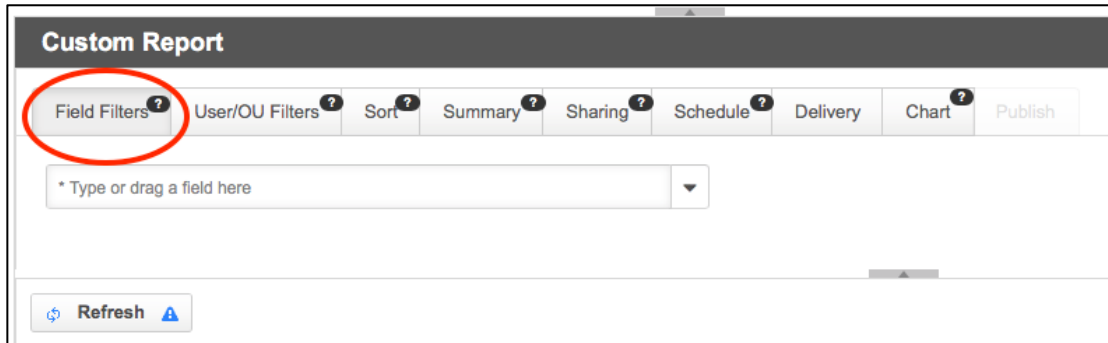 Custom Report
Field Filters ? User/OU Filters ? Sort ? Summary ? Sharing ? Schedule ? Delivery Chart ? Publish
* Type or drag a field here
Refresh